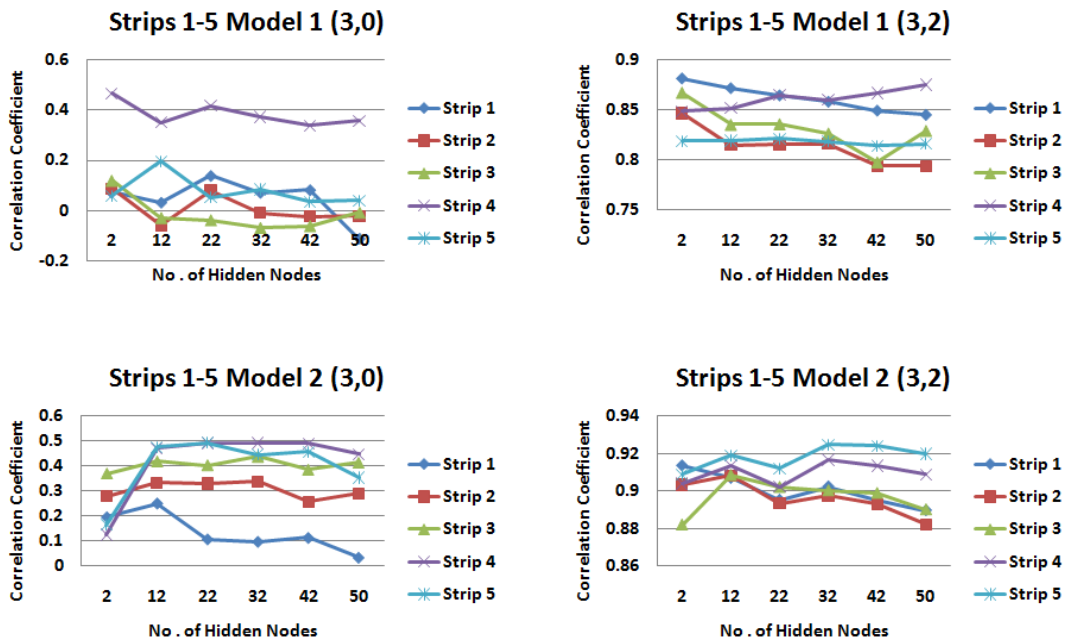 Strips 1-5 Model 1 (3,0)
Correlation Coefficient
0.6
0.4
0.2
0
-0.2
2 12 22 32 42 50
No . of Hidden Nodes
Strip 1
Strip 2
Strip 3
Strip 4
Strip 5
Strips 1-5 Model 1 (3,2)
Correlation Coefficient
0.9
0.85
0.8
0.75
2 12 22 32 42 50
No . of Hidden Nodes
Strip 1
Strip 2
Strip 3
Strip 4
Strip 5
Strips 1-5 Model 2 (3,0)
Correlation Coefficient
0.6
0.5
0.4
0.3
0.2
0.1
0
2 12 22 32 42 50
No . of Hidden Nodes
Strip 1
Strip 2
Strip 3
Strip 4
Strip 5
Strips 1-5 Model 2 (3,2)
Correlation Coefficient
0.94
0.92
0.9
0.88
0.86
2 12 22 32 42 50
No . of Hidden Nodes
Strip 1
Strip 2
Strip 3
Strip 4
Strip 5